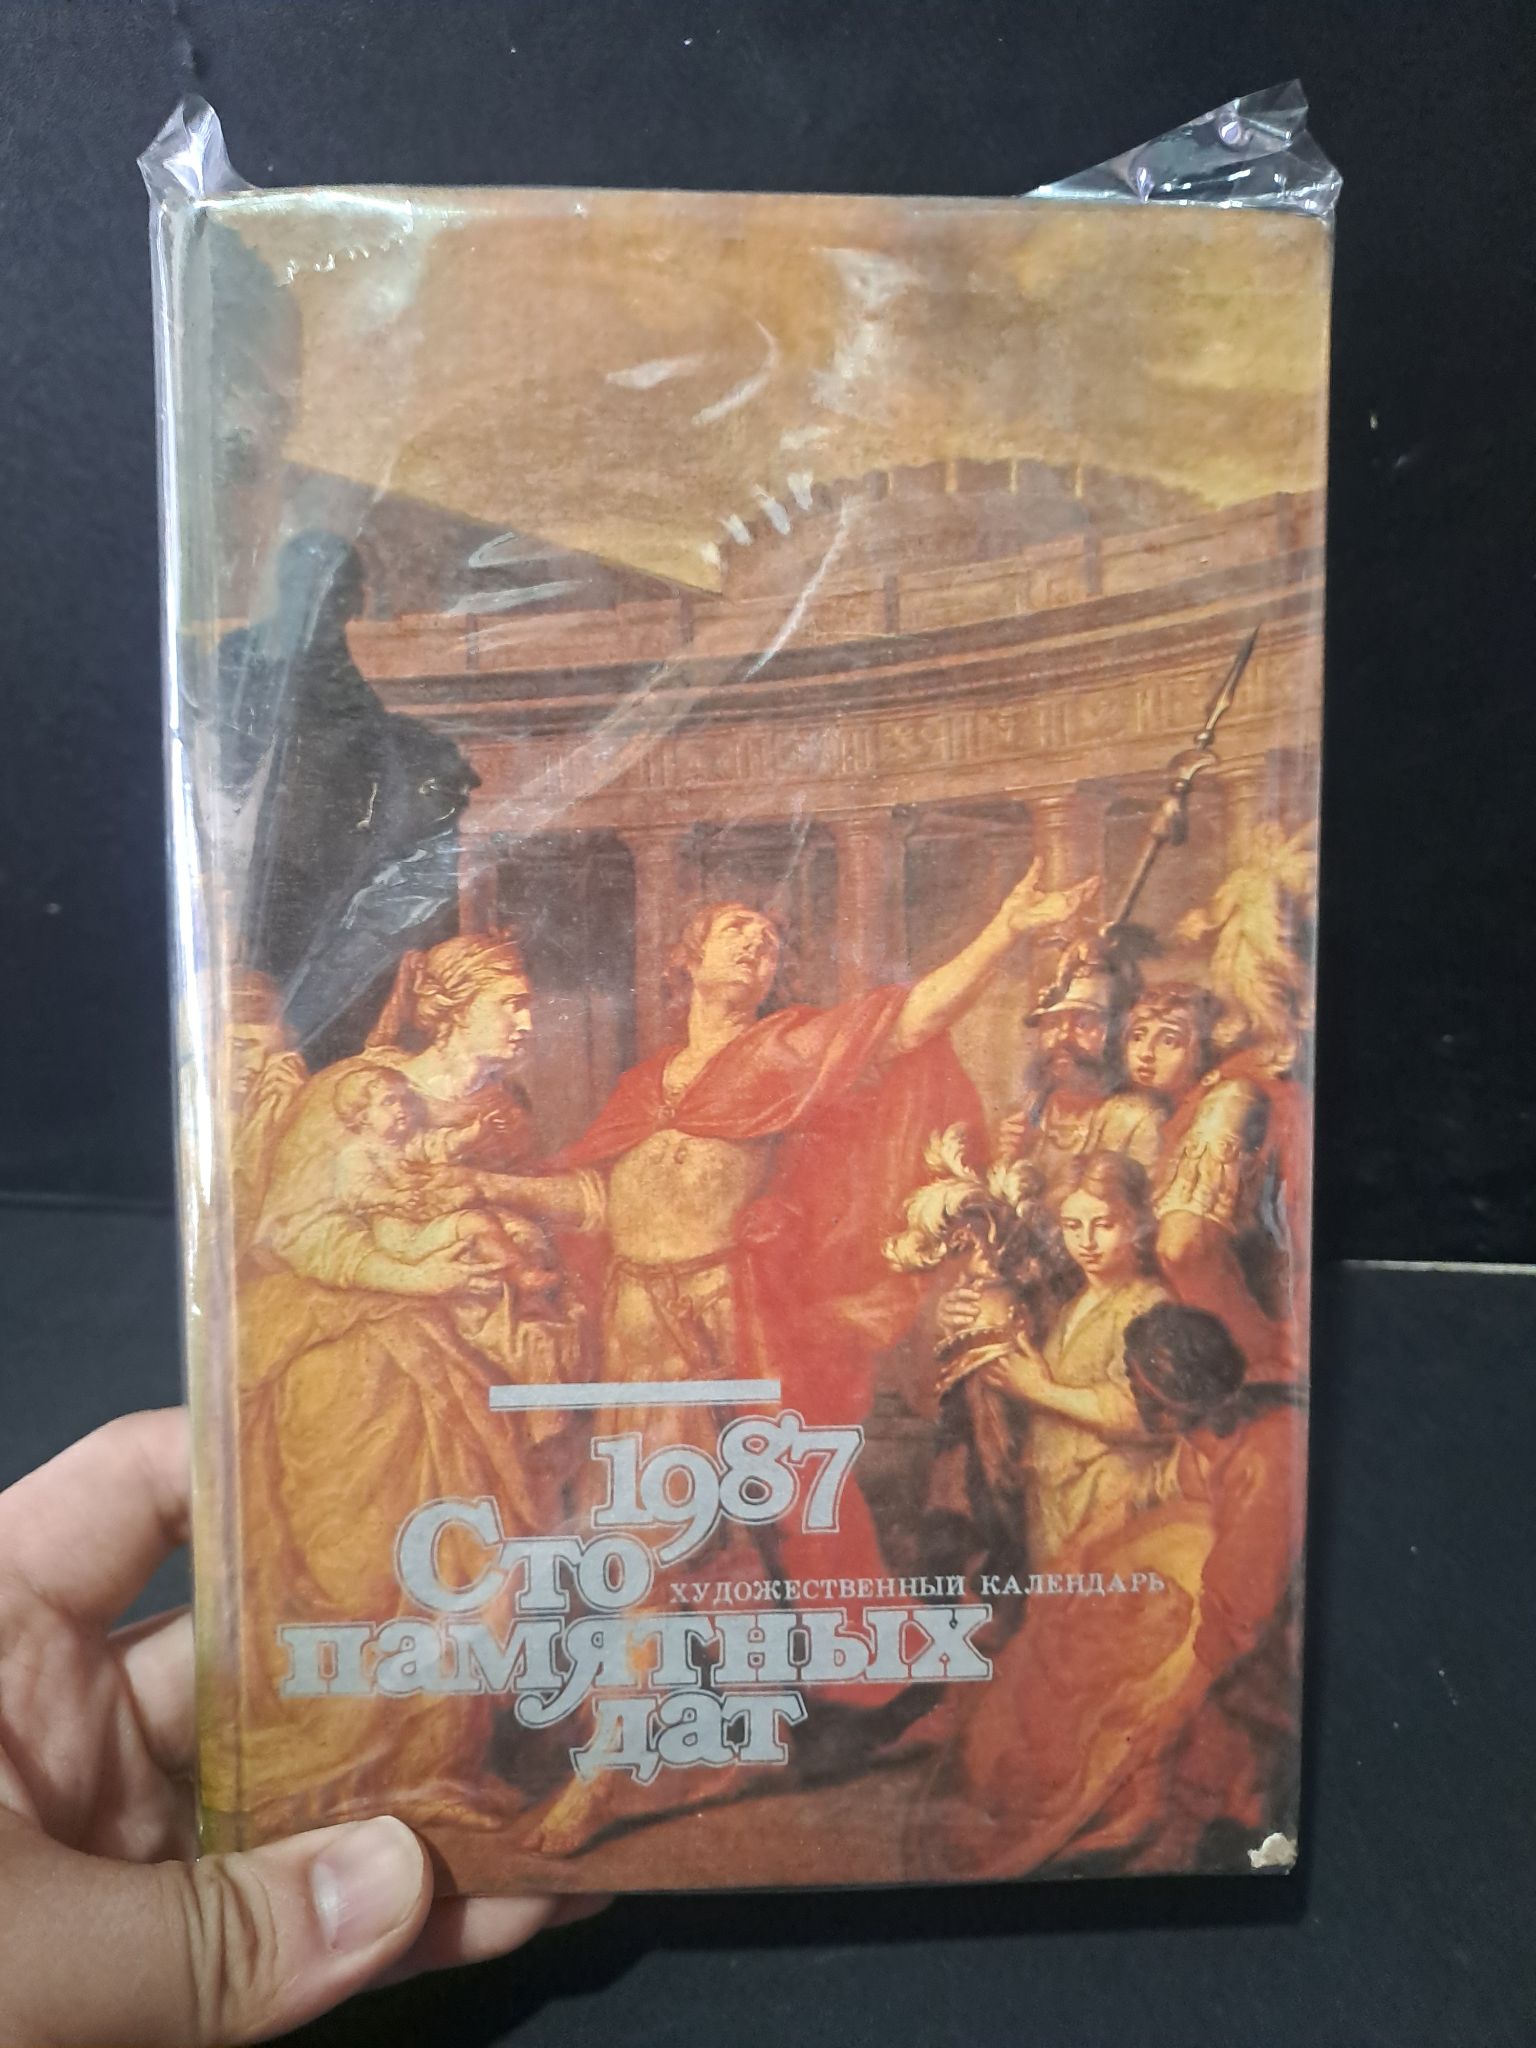 1987
Сто
ХУДОЖЕСТВЕННЫЙ КАЛЕНДАРЬ
памятных
дат